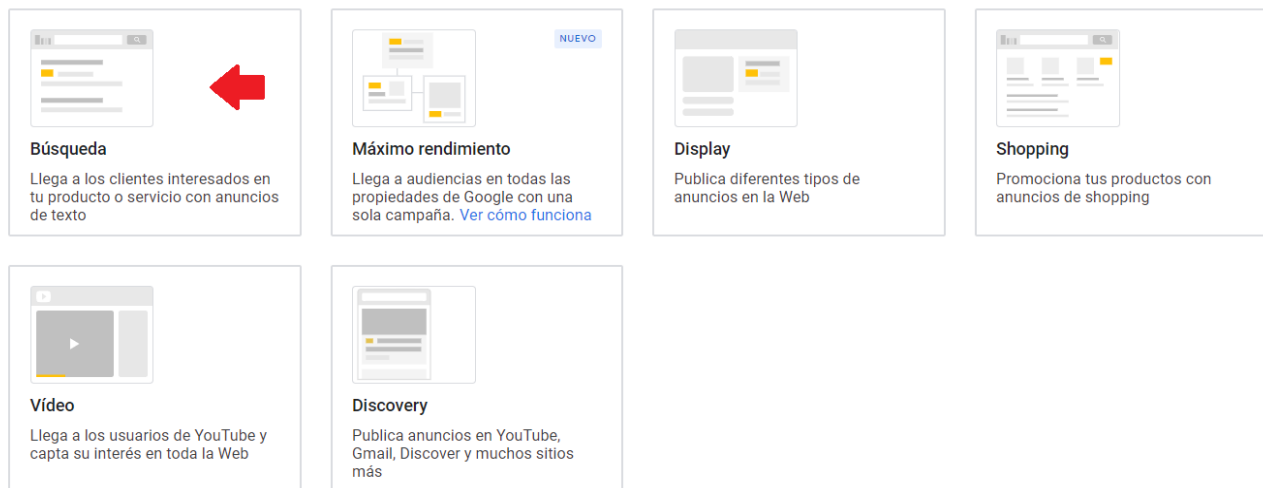 Búsqueda
Llega a los clientes interesados en
tu producto o servicio con anuncios
de texto
NUEVO
Máximo rendimiento
Llega a audiencias en todas las
propiedades de Google con una
sola campaña. Ver cómo funciona
Display
Publica diferentes tipos de
anuncios en la Web
Shopping
Promociona tus productos con
anuncios de shopping
Vídeo
Llega a los usuarios de YouTube y
capta su interés en toda la Web
Discovery
Publica anuncios en YouTube,
Gmail, Discover y muchos sitios
más